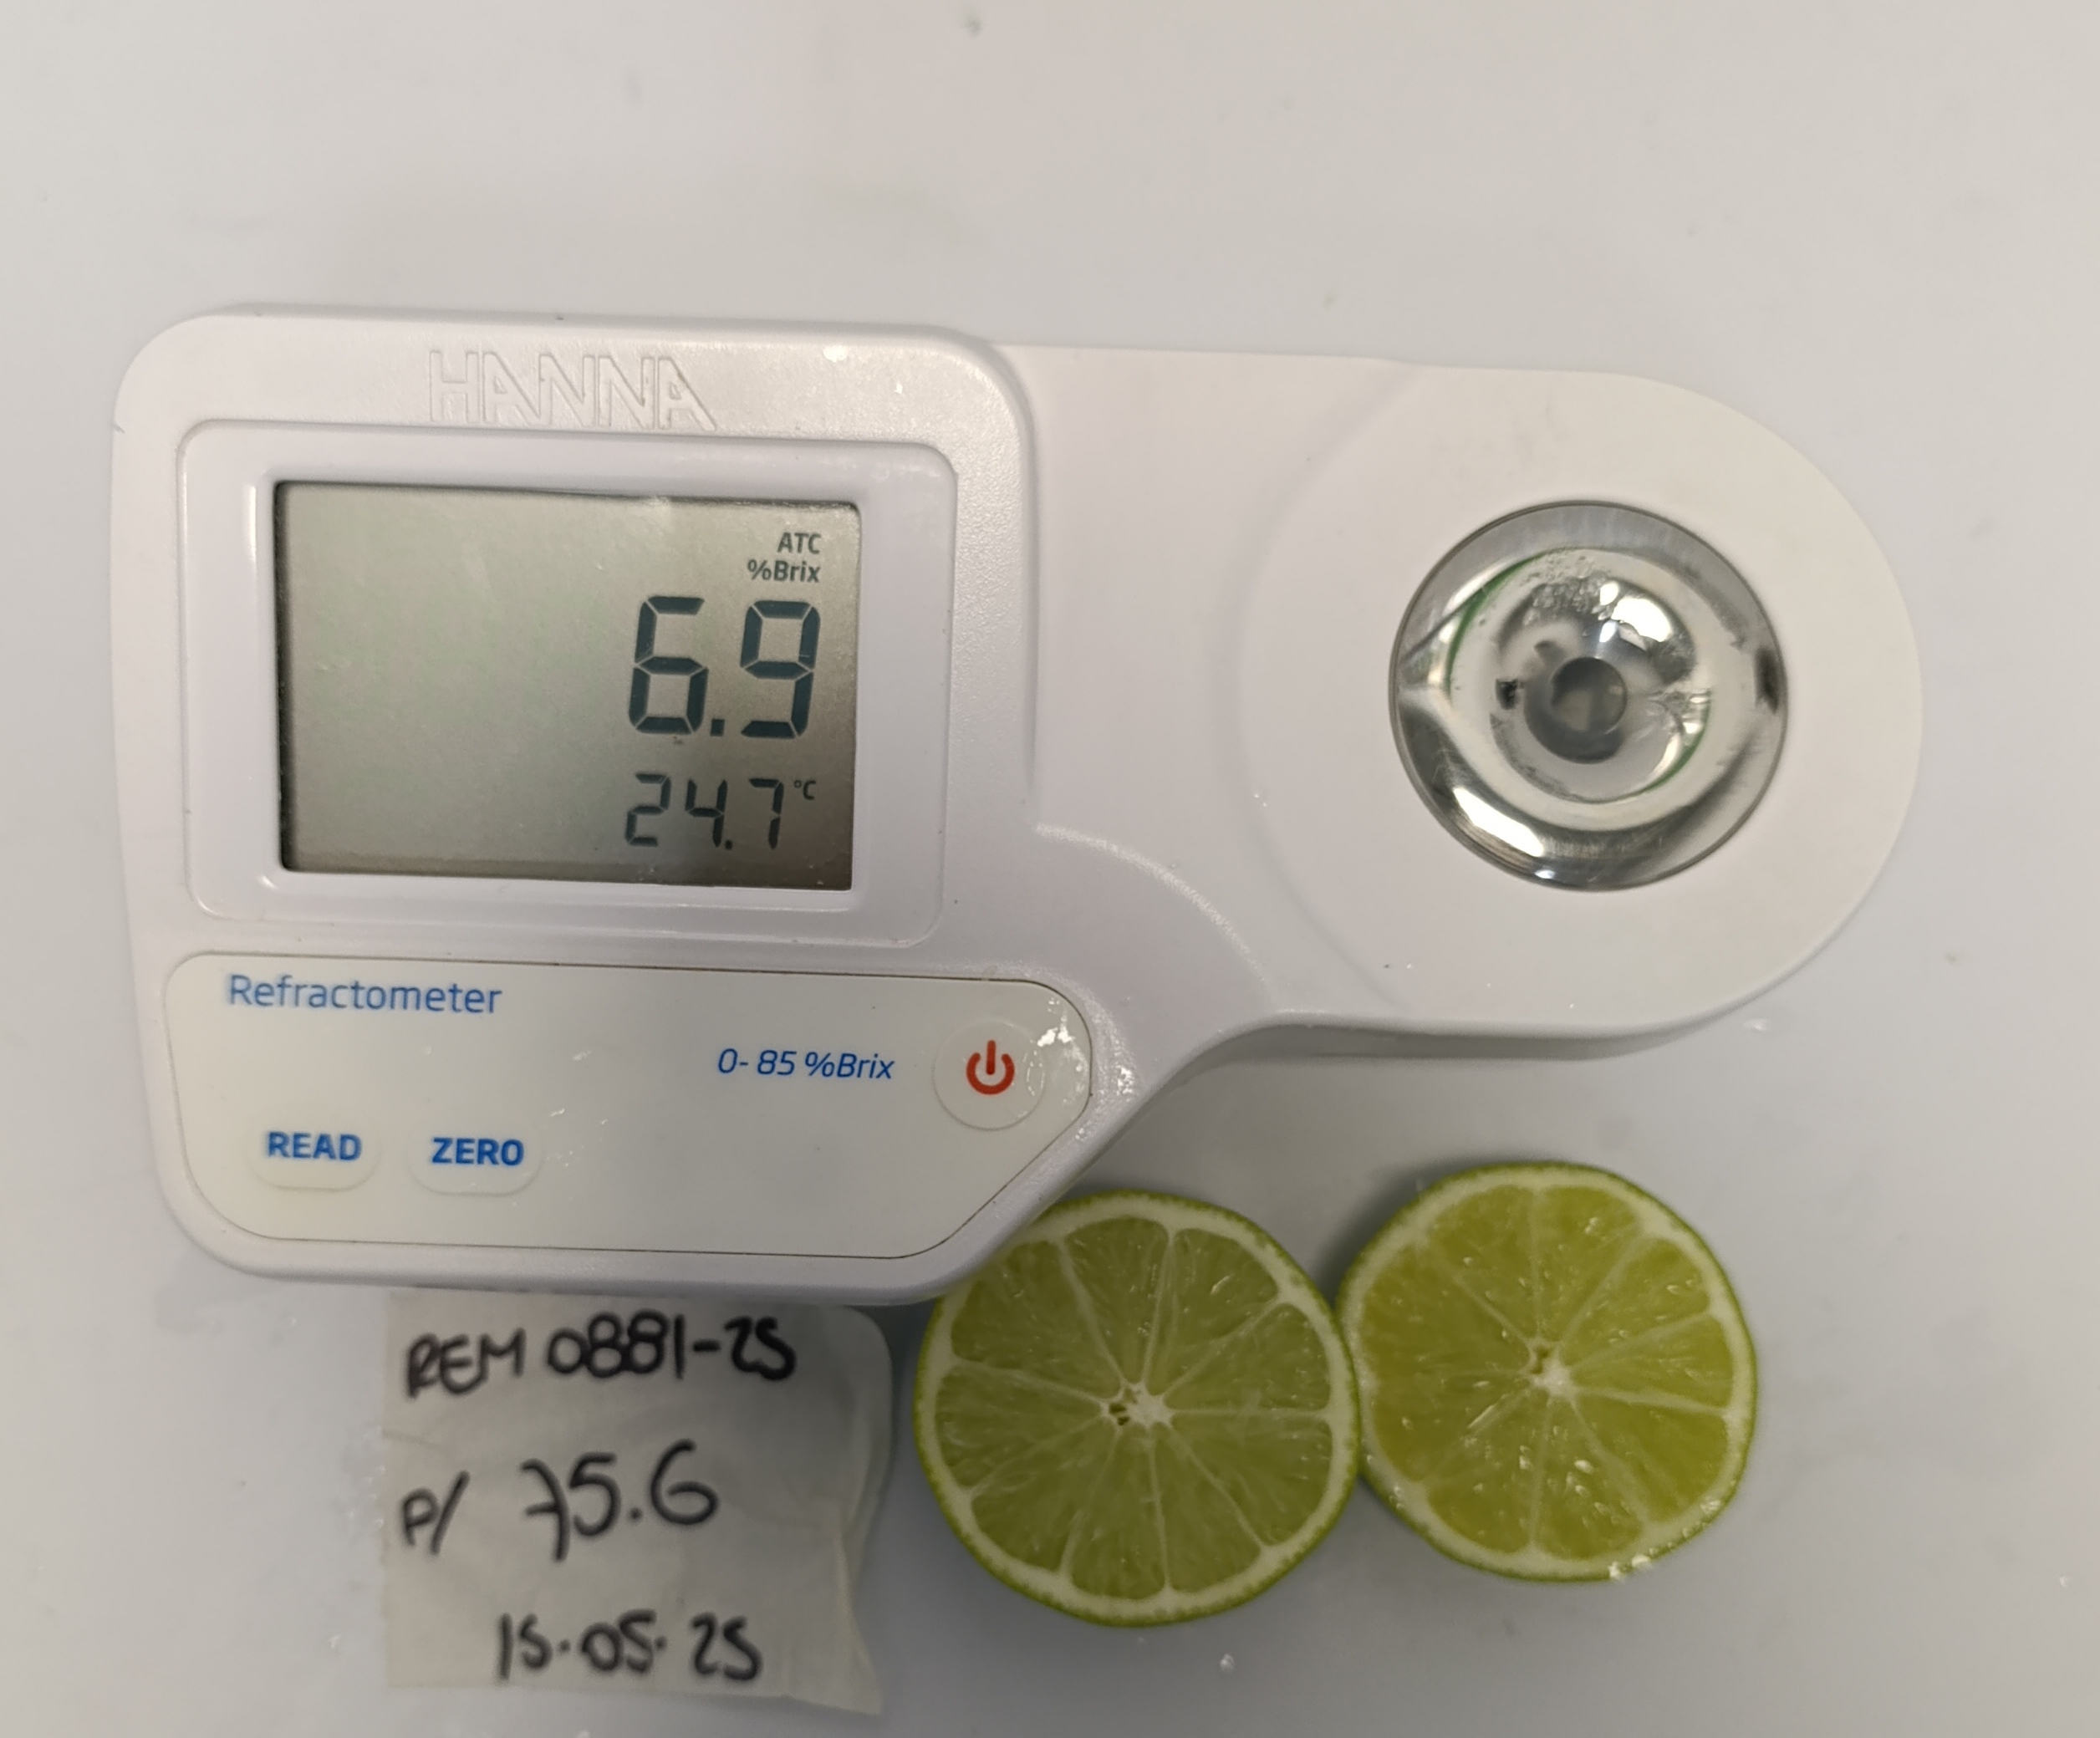 HANNA
ATC
%Brix
6.9
24.7 °C
Refractometer
0- 85 %Brix
READ ZERO
REM 0881-25
P/ 75.6
15.05.25